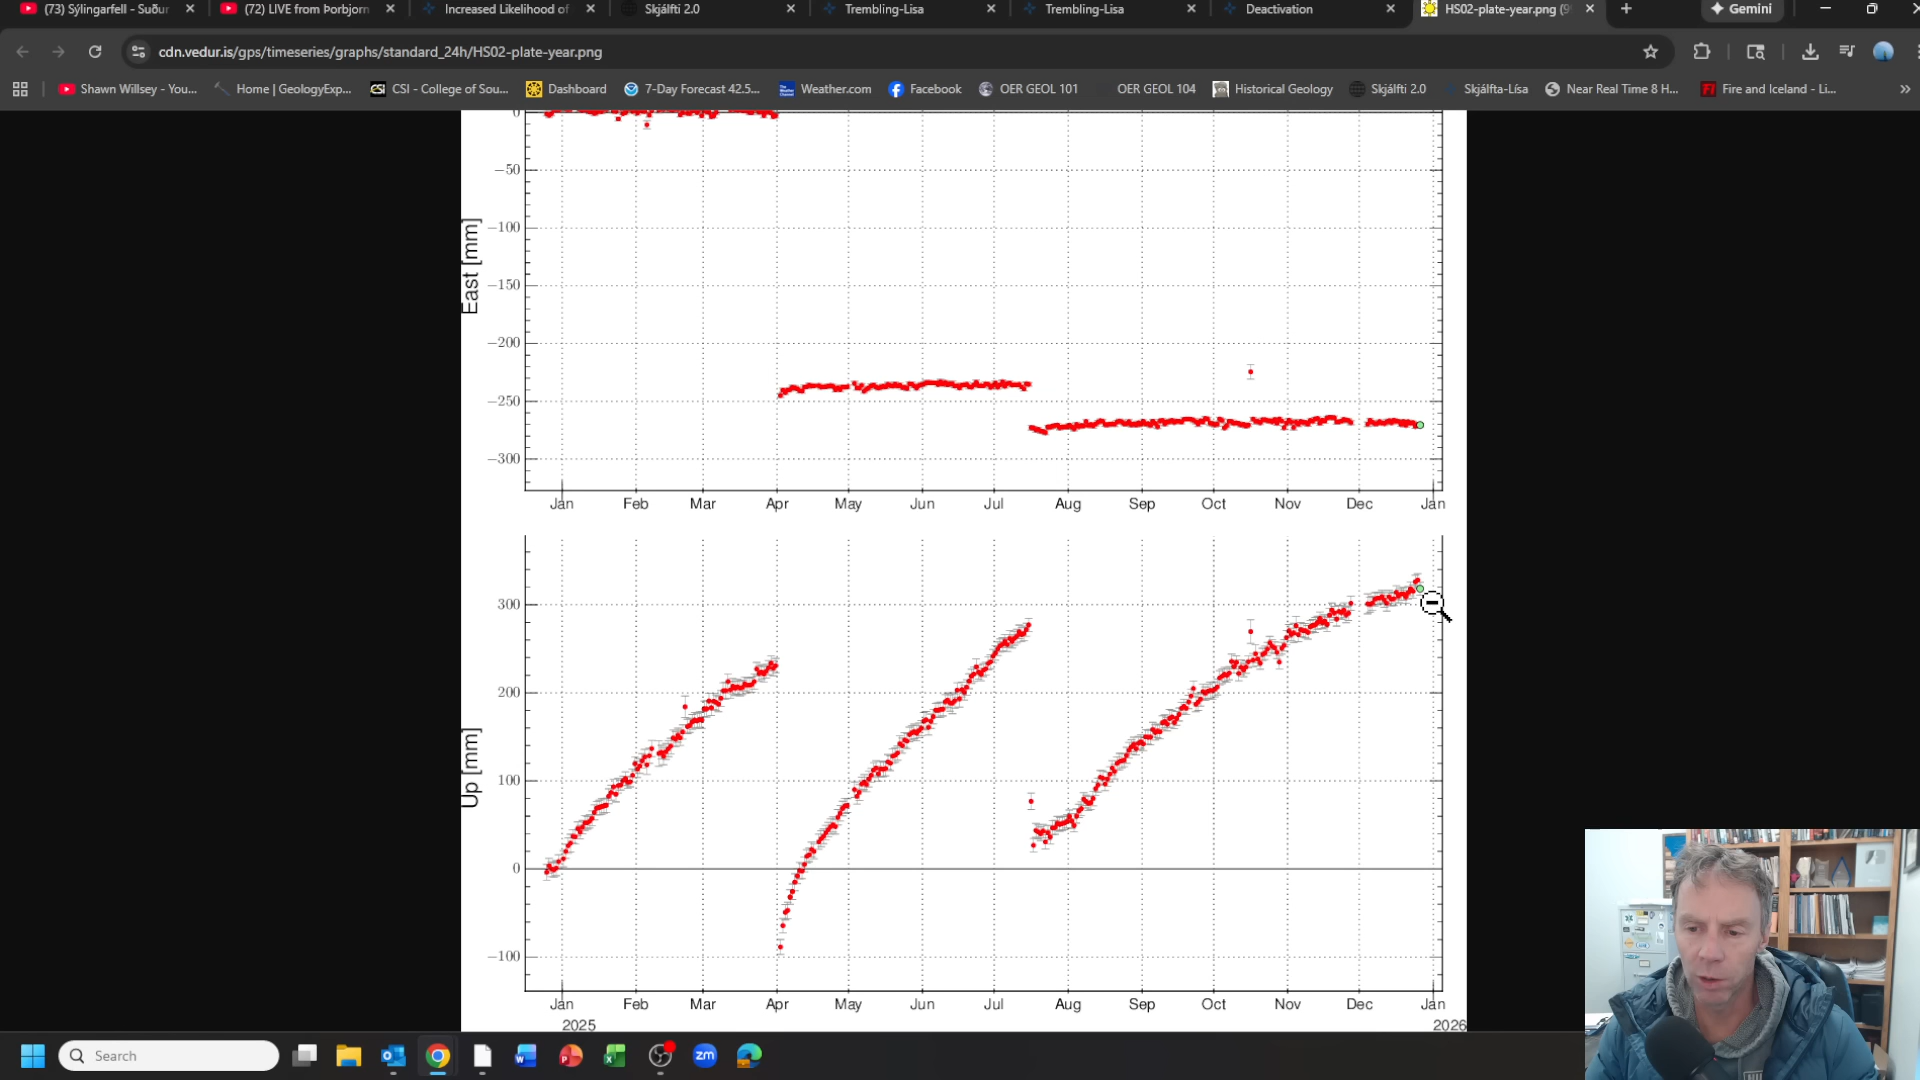 (73) Sýlingarfell - Suður
(72) LIVE from Þorbjorn
Increased Likelihood of
Skjálfti 2.0
Trembling-Lisa
Trembling-Lisa
Deactivation
HS02-plate-year.png (9
Gemini
cdn.vedur.is/gps/timeseries/graphs/standard_24h/HS02-plate-year.png
Shawn Willsey - You...
Home | GeologyExp...
CSI - College of Sou...
Dashboard
7-Day Forecast 42.5...
Weather.com
Facebook
OER GEOL 101
OER GEOL 104
Historical Geology
Skjálfti 2.0
Skjálfta-Lísa
Near Real Time 8 H...
Fire and Iceland - Li...
»
East [mm]
0
−50
−100
−150
−200
−250
−300
Jan Feb Mar Apr May Jun Jul Aug Sep Oct Nov Dec Jan
Up [mm]
300
200
100
0
−100
Jan Feb Mar Apr May Jun Jul Aug Sep Oct Nov Dec Jan
2025 2026
Search
zm